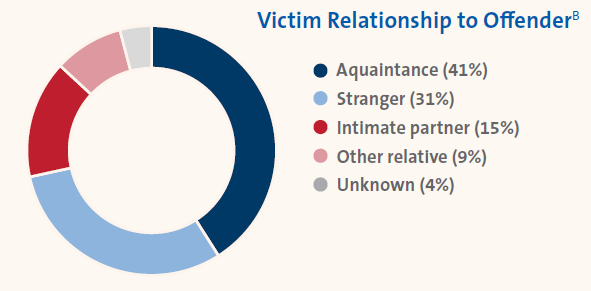 Victim Relationship to OffenderB
Aquaintance (41%)
Stranger (31%)
Intimate partner (15%)
Other relative (9%)
Unknown (4%)